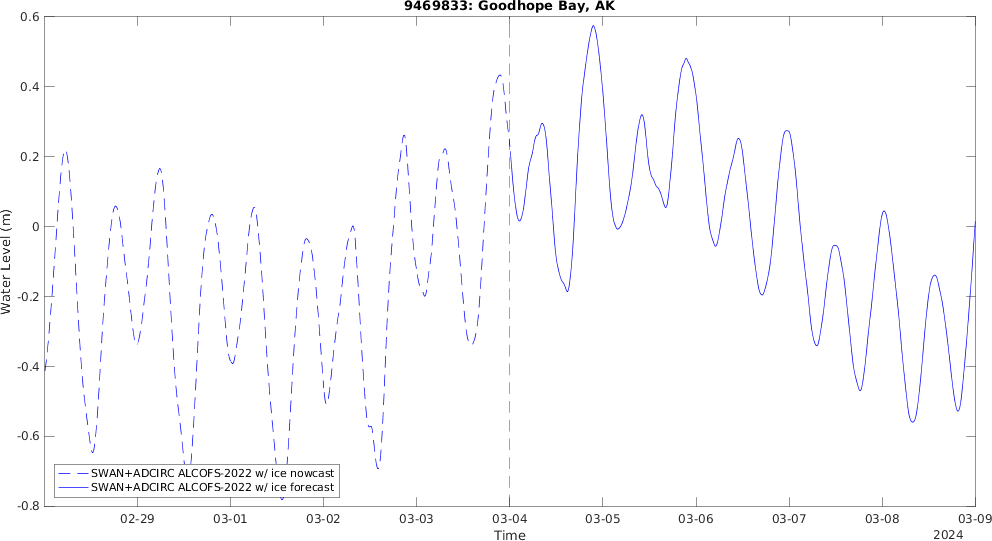 9469833: Goodhope Bay, AK
0.6
0.4
0.2
0
-0.2
-0.4
-0.6
-0.8
Water Level (m)
SWAN+ADCIRC ALCOFS-2022 w/ ice nowcast
SWAN+ADCIRC ALCOFS-2022 w/ ice forecast
02-29 03-01 03-02 03-03 03-04 03-05 03-06 03-07 03-08 03-09
Time
2024